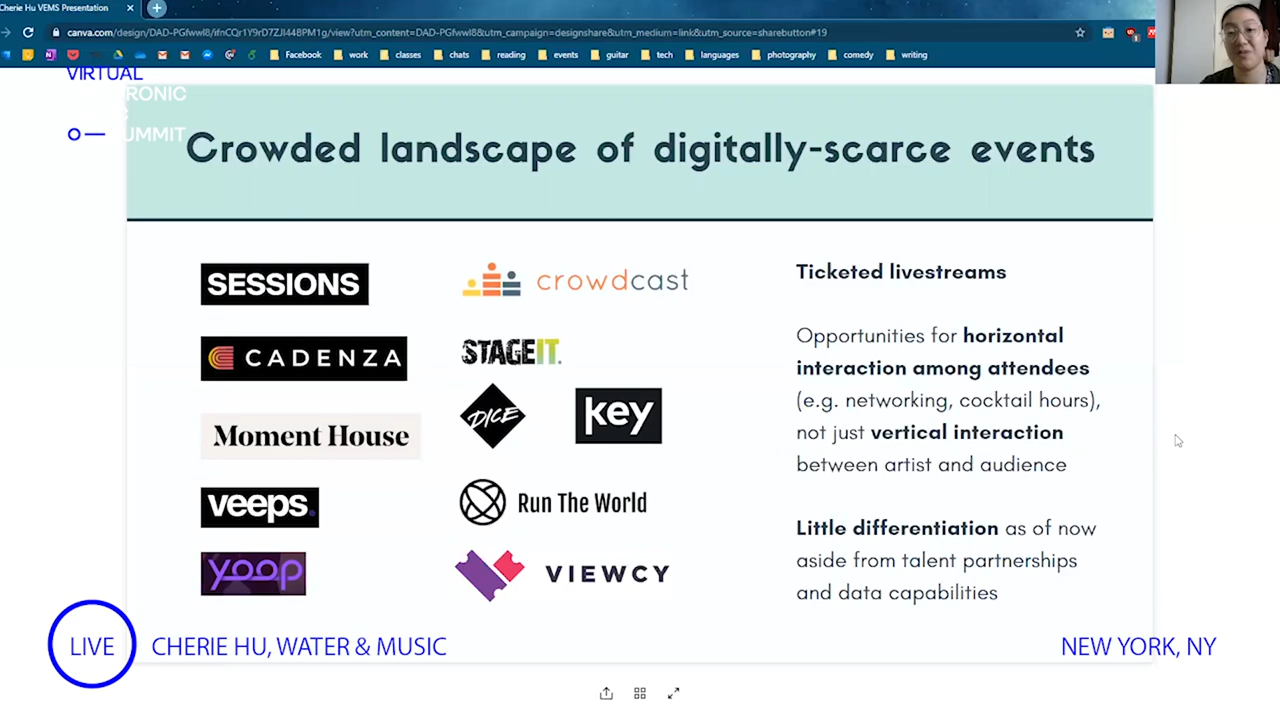 Cherie Hu VEMS Presentation
canva.com/design/DAD-PGfwwI8/ifnCQr1Y9rD7ZJI44BPM1g/view?utm_content=DAD-PGfwwI8&utm_campaign=designshare&utm_medium=link&utm_source=sharebutton#19
Facebook work classes chats reading events guitar tech languages photography comedy writing
VIRTUAL
RONIC
UMMIT
Crowded landscape of digitally-scarce events
SESSIONS
crowdcast
CADENZA
STAGEIT.
Moment House
DICE
key
veeps.
Run The World
yoop
VIEWCY
Ticketed livestreams
Opportunities for horizontal
interaction among attendees
(e.g. networking, cocktail hours),
not just vertical interaction
between artist and audience
Little differentiation as of now
aside from talent partnerships
and data capabilities
LIVE
CHERIE HU, WATER & MUSIC
NEW YORK, NY